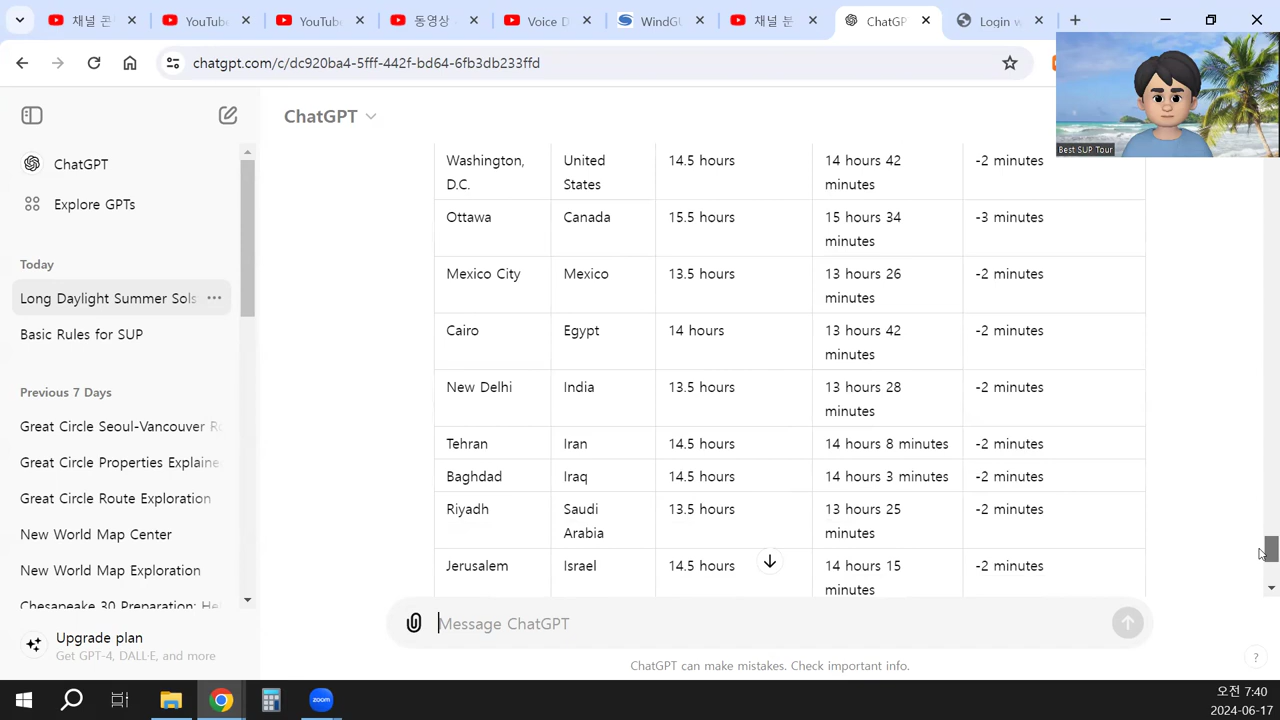 채널 콘
YouTube
YouTube
동영상
Voice D
WindGU
채널 분
ChatGP
Login w
chatgpt.com/c/dc920ba4-5fff-442f-bd64-6fb3db233ffd
Best SUP Tour
ChatGPT
Explore GPTs
Today
Long Daylight Summer Sols
Basic Rules for SUP
Previous 7 Days
Great Circle Seoul-Vancouver R
Great Circle Properties Explaine
Great Circle Route Exploration
New World Map Center
New World Map Exploration
Chesapeake 30 Preparation: He
Upgrade plan
Get GPT-4, DALL·E, and more
ChatGPT
Washington, D.C. United States 14.5 hours 14 hours 42 minutes -2 minutes
Ottawa Canada 15.5 hours 15 hours 34 minutes -3 minutes
Mexico City Mexico 13.5 hours 13 hours 26 minutes -2 minutes
Cairo Egypt 14 hours 13 hours 42 minutes -2 minutes
New Delhi India 13.5 hours 13 hours 28 minutes -2 minutes
Tehran Iran 14.5 hours 14 hours 8 minutes -2 minutes
Baghdad Iraq 14.5 hours 14 hours 3 minutes -2 minutes
Riyadh Saudi Arabia 13.5 hours 13 hours 25 minutes -2 minutes
Jerusalem Israel 14.5 hours 14 hours 15 minutes -2 minutes
Message ChatGPT
ChatGPT can make mistakes. Check important info.
?
zoom
오전 7:40
2024-06-17